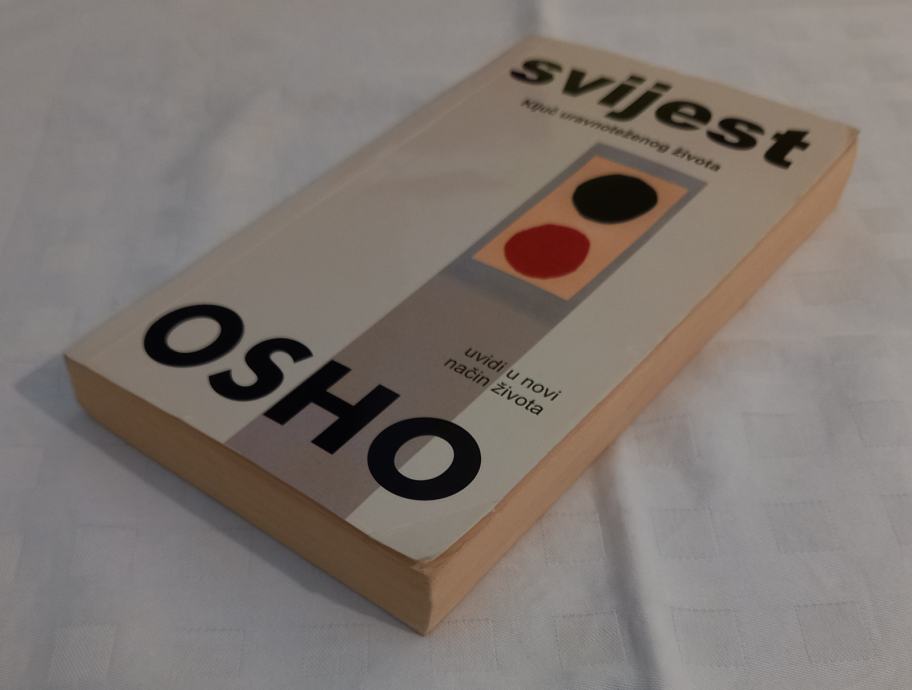 svijest
Ključ uravnoteženog života
uvidi u novi
način života
OSHO